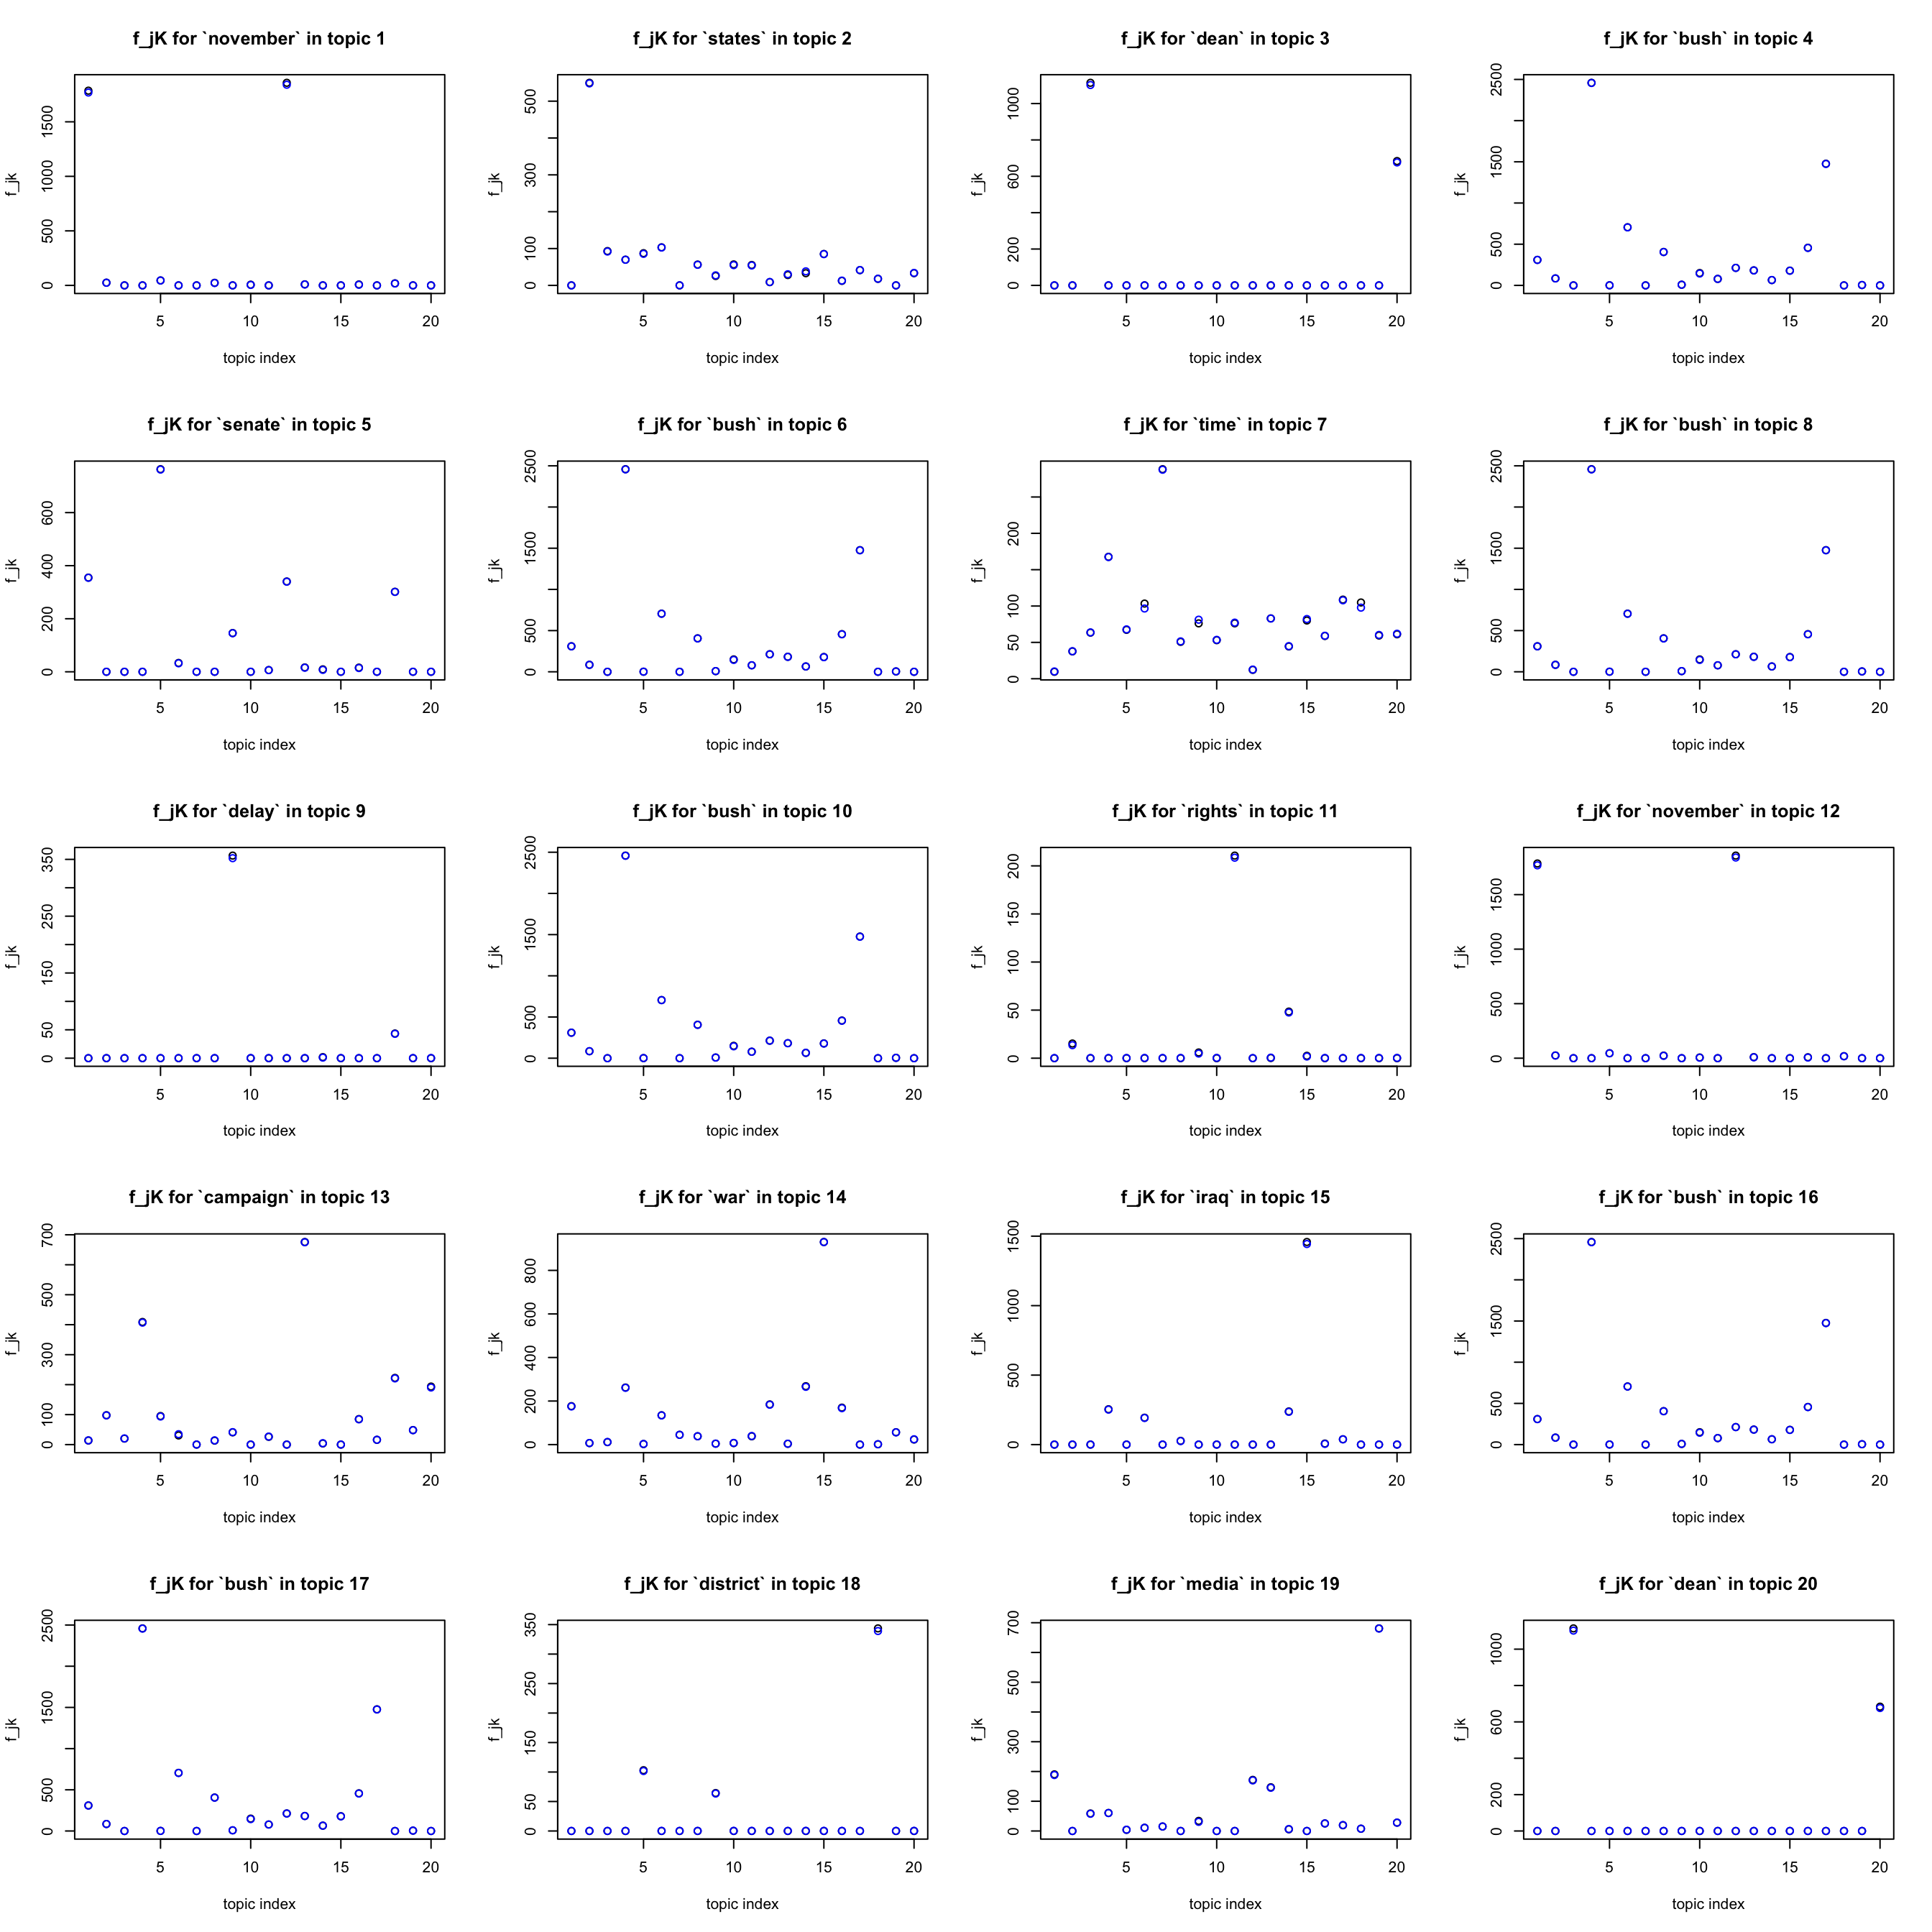 f_jK for `november` in topic 1
f_jk
0 500 1000 1500
5 10 15 20
topic index
f_jK for `states` in topic 2
f_jk
0 100 300 500
5 10 15 20
topic index
f_jK for `dean` in topic 3
f_jk
0 200 600 1000
5 10 15 20
topic index
f_jK for `bush` in topic 4
f_jk
0 500 1500 2500
5 10 15 20
topic index
f_jK for `senate` in topic 5
f_jk
0 200 400 600
5 10 15 20
topic index
f_jK for `bush` in topic 6
f_jk
0 500 1500 2500
5 10 15 20
topic index
f_jK for `time` in topic 7
f_jk
0 50 100 200
5 10 15 20
topic index
f_jK for `bush` in topic 8
f_jk
0 500 1500 2500
5 10 15 20
topic index
f_jK for `delay` in topic 9
f_jk
0 50 150 250 350
5 10 15 20
topic index
f_jK for `bush` in topic 10
f_jk
0 500 1500 2500
5 10 15 20
topic index
f_jK for `rights` in topic 11
f_jk
0 50 100 150 200
5 10 15 20
topic index
f_jK for `november` in topic 12
f_jk
0 500 1000 1500
5 10 15 20
topic index
f_jK for `campaign` in topic 13
f_jk
0 100 300 500 700
5 10 15 20
topic index
f_jK for `war` in topic 14
f_jk
0 200 400 600 800
5 10 15 20
topic index
f_jK for `iraq` in topic 15
f_jk
0 500 1000 1500
5 10 15 20
topic index
f_jK for `bush` in topic 16
f_jk
0 500 1500 2500
5 10 15 20
topic index
f_jK for `bush` in topic 17
f_jk
0 500 1500 2500
5 10 15 20
topic index
f_jK for `district` in topic 18
f_jk
0 50 150 250 350
5 10 15 20
topic index
f_jK for `media` in topic 19
f_jk
0 100 300 500 700
5 10 15 20
topic index
f_jK for `dean` in topic 20
f_jk
0 200 600 1000
5 10 15 20
topic index